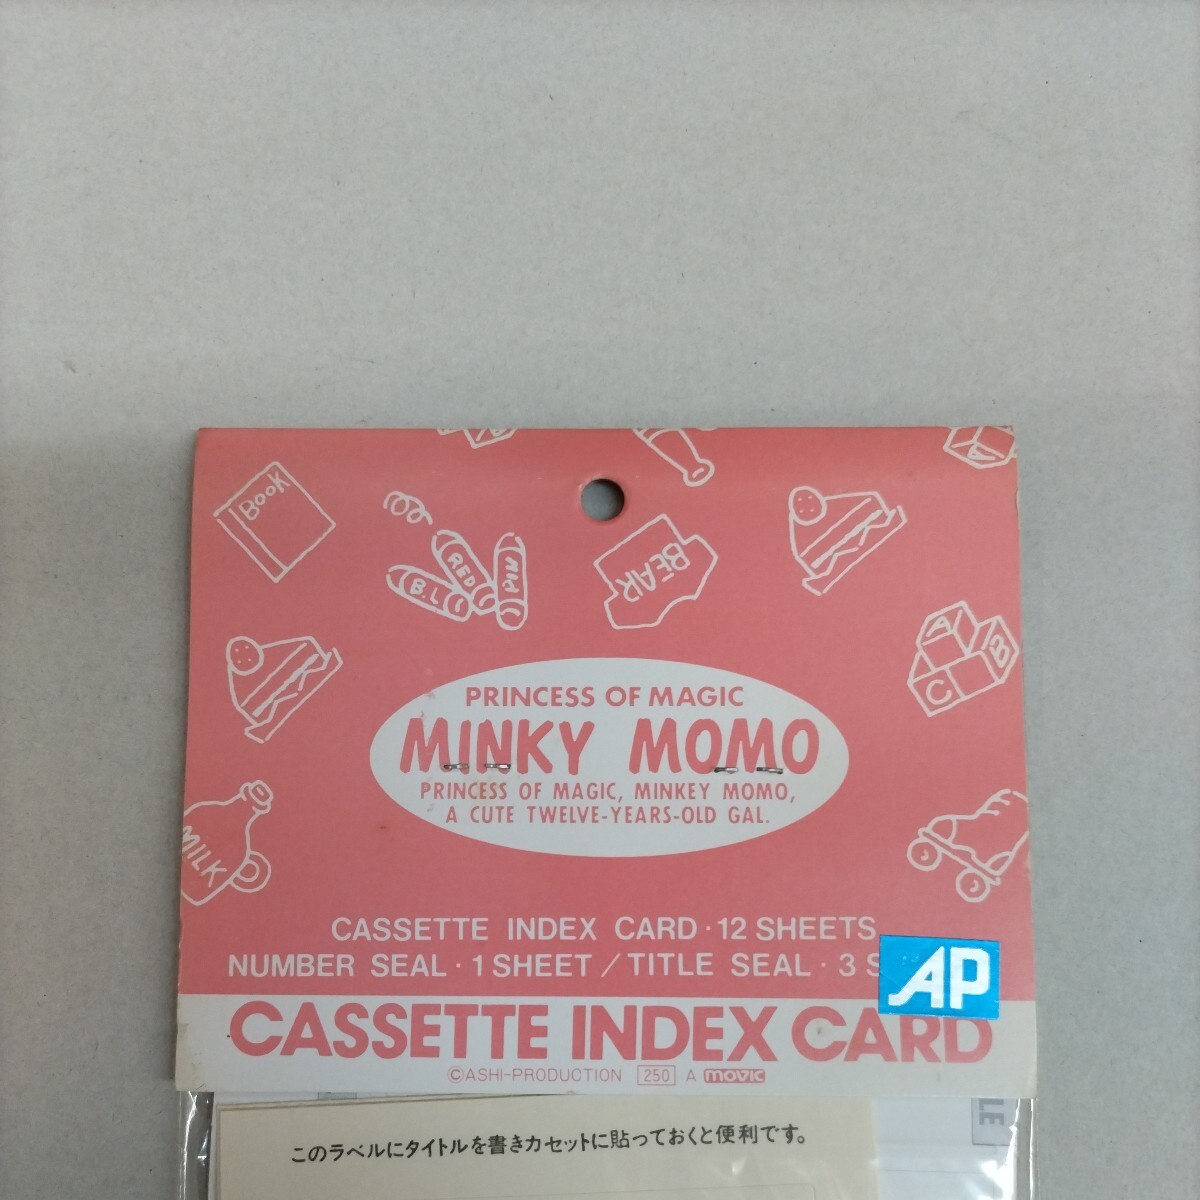 BOOK
B.L
RED
PIN
BEAR
A
A
B
C
MILK
PRINCESS OF MAGIC
MINKY MOMO
PRINCESS OF MAGIC, MINKEY MOMO,
A CUTE TWELVE-YEARS-OLD GAL.
CASSETTE INDEX CARD · 12 SHEETS
NUMBER SEAL · 1 SHEET / TITLE SEAL · 3 S
AP
CASSETTE INDEX CARD
©ASHI-PRODUCTION 250 A movic
このラベルにタイトルを書きカセットに貼っておくと便利です。